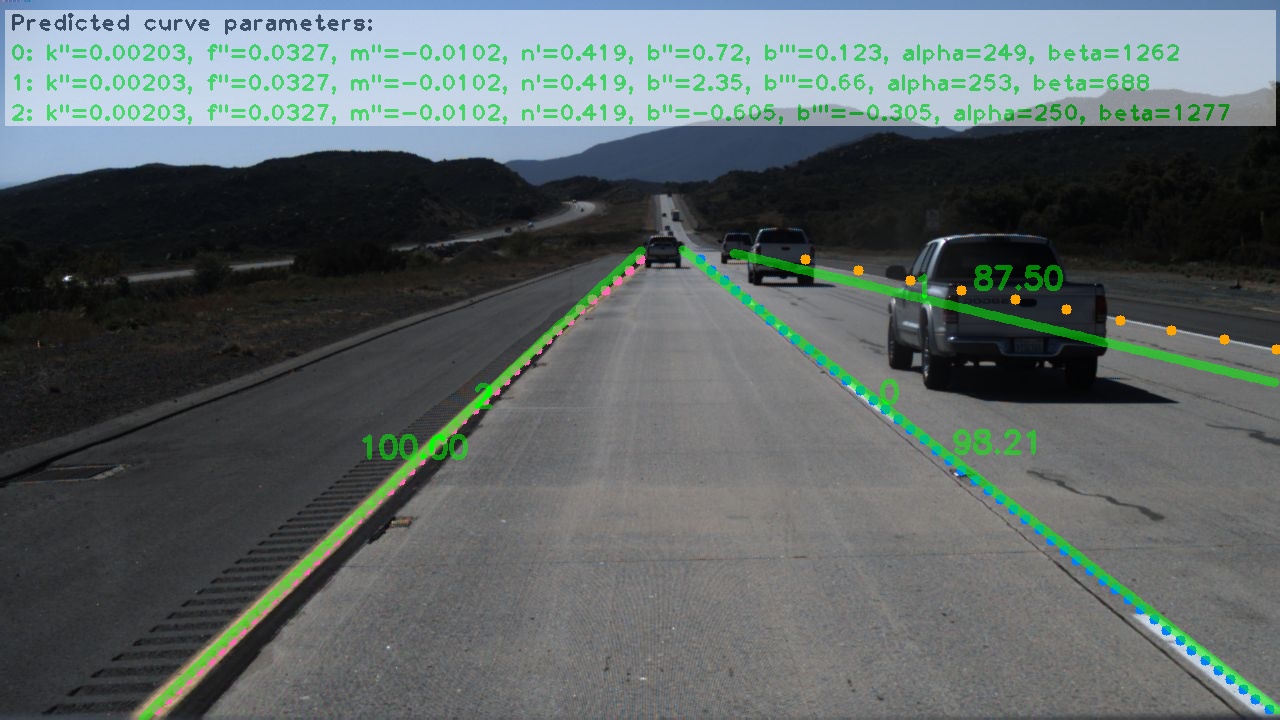 Predicted curve parameters:
0: k''=0.00203, f''=0.0327, m''=-0.0102, n'=0.419, b''=0.72, b'''=0.123, alpha=249, beta=1262
1: k''=0.00203, f''=0.0327, m''=-0.0102, n'=0.419, b''=2.35, b'''=0.66, alpha=253, beta=688
2: k''=0.00203, f''=0.0327, m''=-0.0102, n'=0.419, b''=-0.605, b'''=-0.305, alpha=250, beta=1277
1
87.50
2
0
100.00
98.21